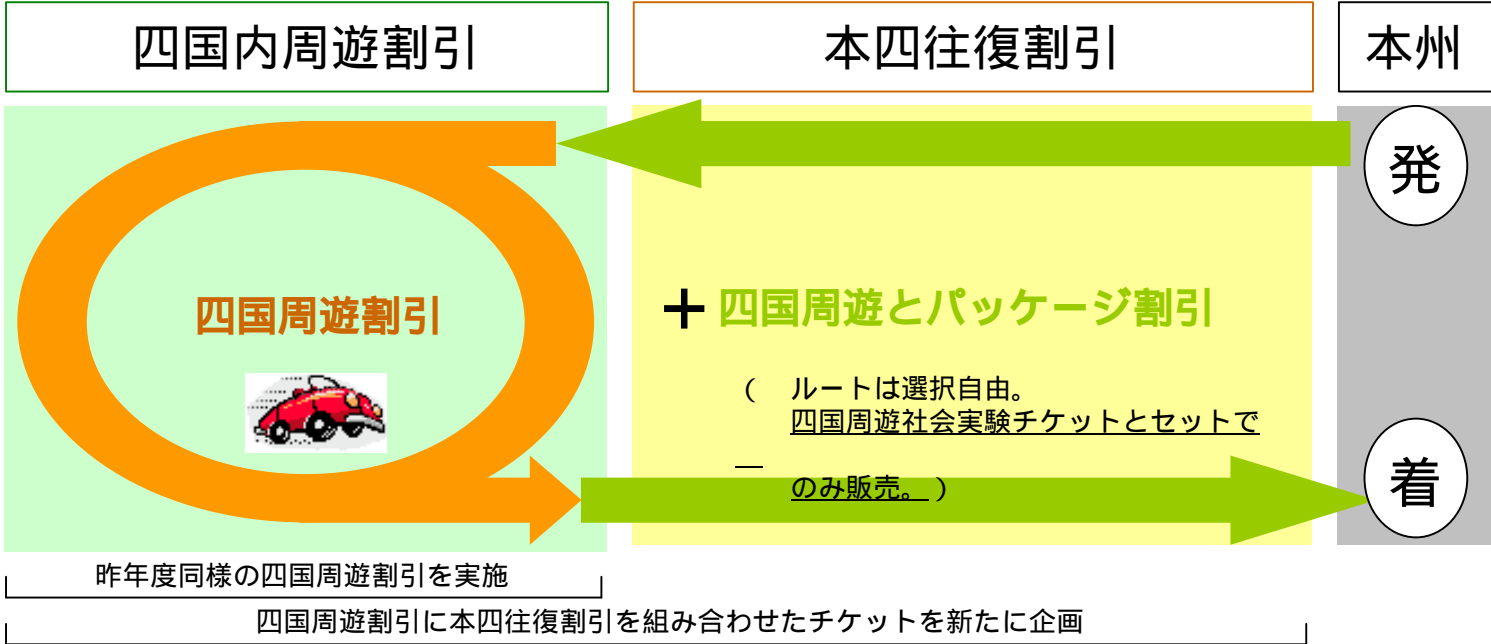 四国内周遊割引
本四往復割引
本州
発
四国周遊割引
+ 四国周遊とパッケージ割引
( ルートは選択自由。
四国周遊社会実験チケットとセットで
のみ販売。)
着
昨年度同様の四国周遊割引を実施
四国周遊割引に本四往復割引を組み合わせたチケットを新たに企画